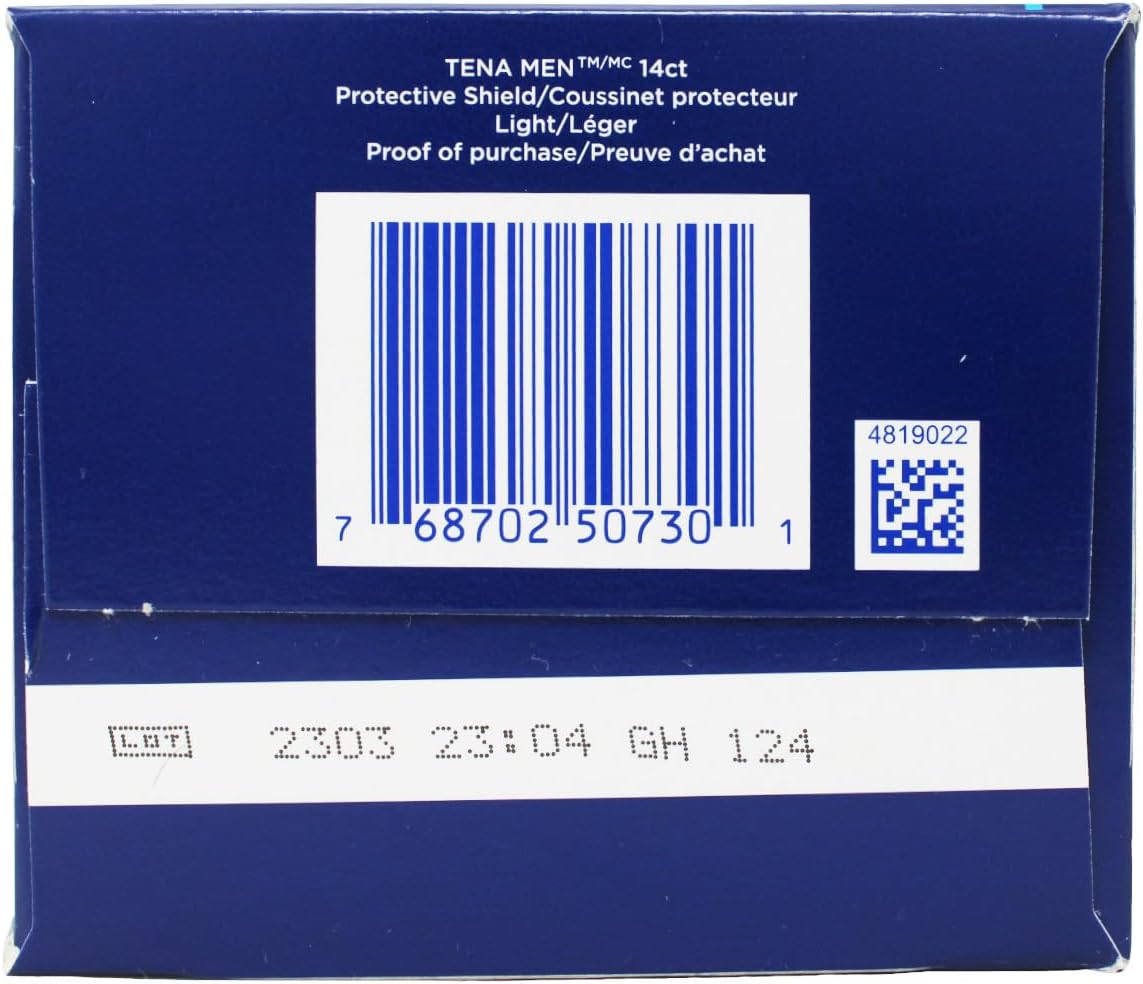 TENA MEN™/MC 14ct
Protective Shield/Coussinet protecteur
Light/Léger
Proof of purchase/Preuve d'achat
7 68702 50730 1
4819022
LOT 2303 23:04 GH 124